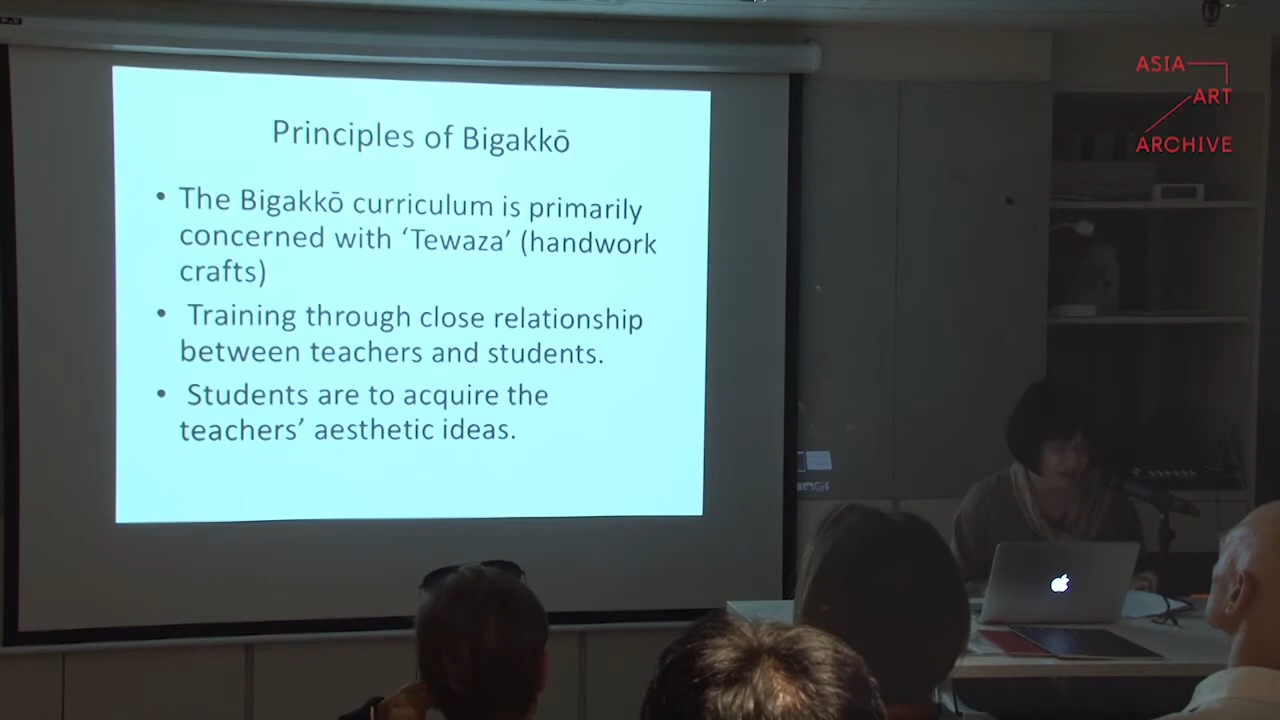 Principles of Bigakkō
• The Bigakkō curriculum is primarily
concerned with ‘Tewaza’ (handwork
crafts)
• Training through close relationship
between teachers and students.
• Students are to acquire the
teachers’ aesthetic ideas.
ASIA
ART
ARCHIVE